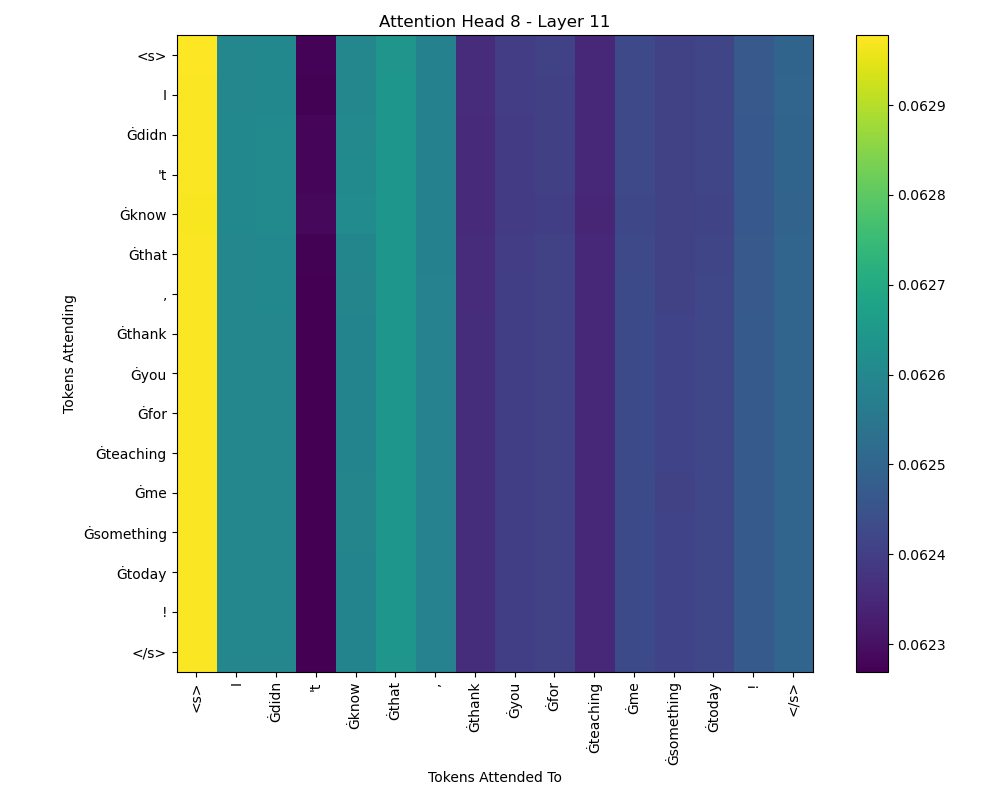 Attention Head 8 - Layer 11
Tokens Attending
<s>
I
Ġdidn
't
Ġknow
Ġthat
,
Ġthank
Ġyou
Ġfor
Ġteaching
Ġme
Ġsomething
Ġtoday
!
</s>
<s>
I
Ġdidn
't
Ġknow
Ġthat
,
Ġthank
Ġyou
Ġfor
Ġteaching
Ġme
Ġsomething
Ġtoday
!
</s>
Tokens Attended To
0.0629
0.0628
0.0627
0.0626
0.0625
0.0624
0.0623